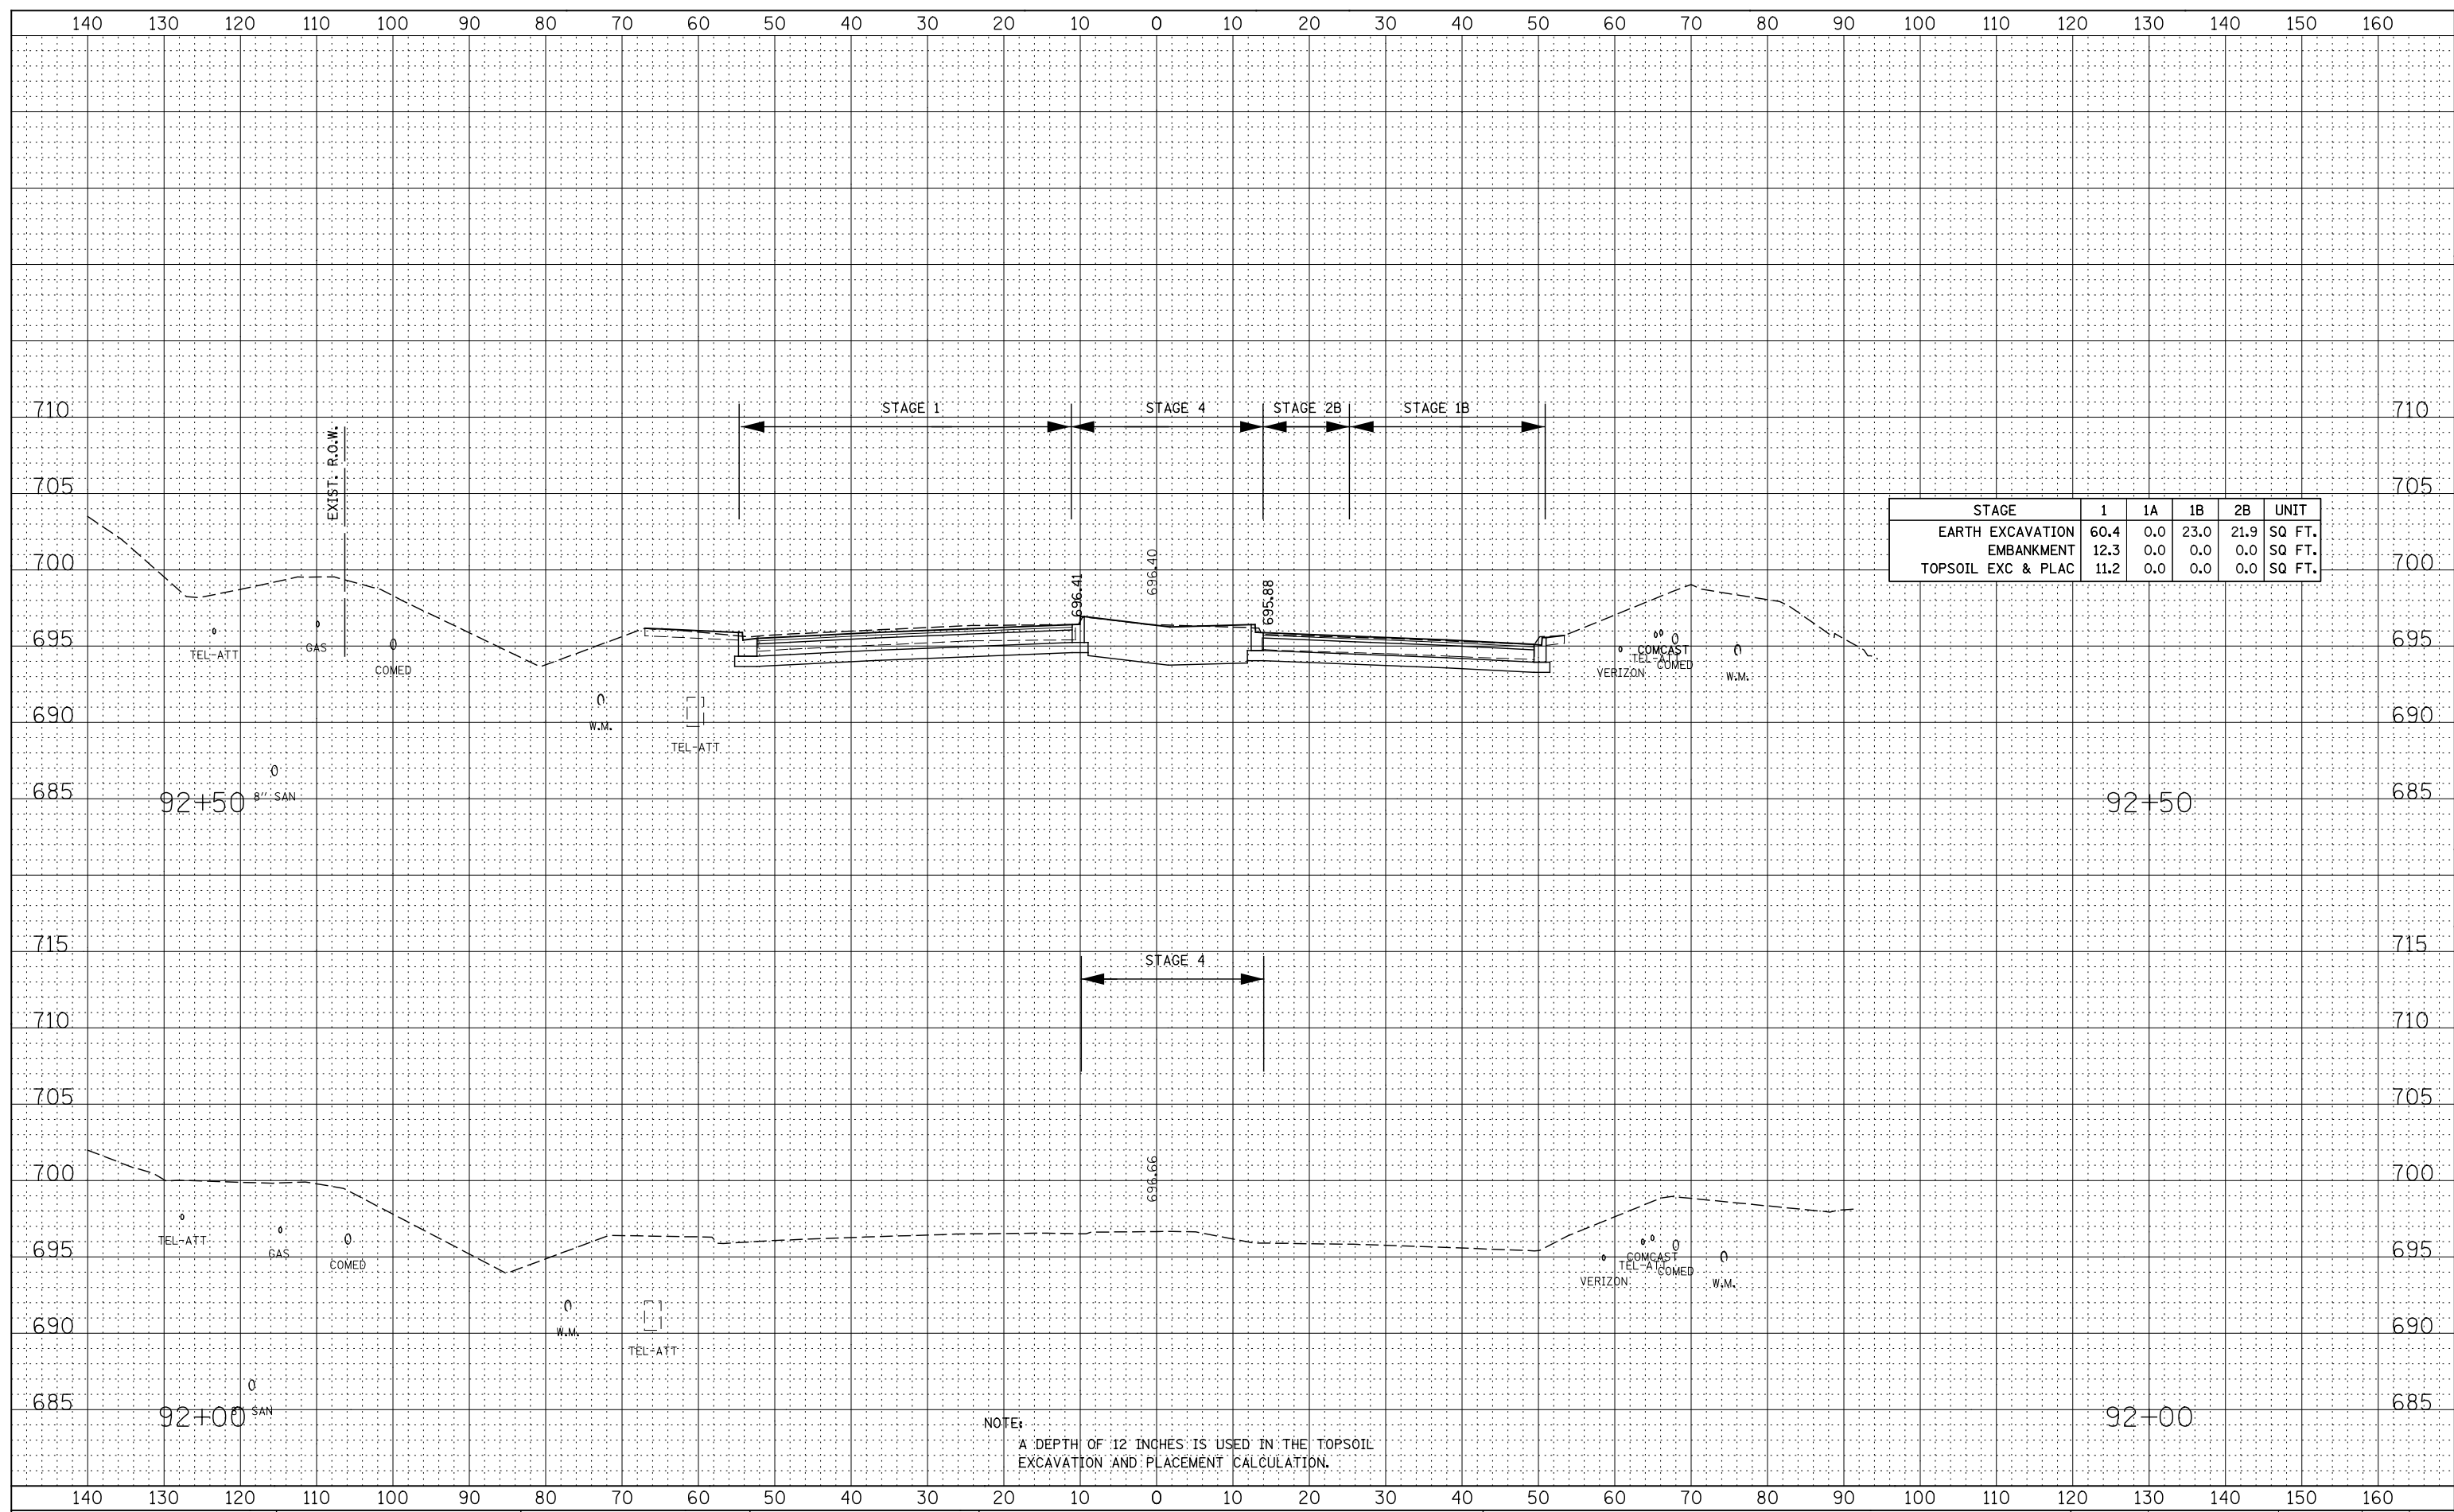 140 130 120 110 100 90 80 70 60 50 40 30 20 10 0 10 20 30 40 50 60 70 80 90 100 110 120 130 140 150 160
710 STAGE 1 STAGE 4 STAGE 2B STAGE 1B 710
EXIST. R.O.W.
705 705
STAGE 1 1A 1B 2B UNIT
EARTH EXCAVATION 60.4 0.0 23.0 21.9 SQ FT.
EMBANKMENT 12.3 0.0 0.0 0.0 SQ FT.
TOPSOIL EXC & PLAC 11.2 0.0 0.0 0.0 SQ FT.
700 696.41 696.40 695.88 700
695 695
TEL-ATT GAS COMED
COMCAST
TEL-ATT
COMED
VERIZON
W.M.
690 W.M. 690
TEL-ATT
685 685
92+50 8" SAN 92+50
715 715
STAGE 4
710 710
705 705
700 696.66 700
TEL-ATT GAS COMED
695 695
COMCAST
TEL-ATT
COMED
VERIZON
W.M.
690 W.M. 690
TEL-ATT
685 685
92+00 8" SAN 92+00
NOTE:
A DEPTH OF 12 INCHES IS USED IN THE TOPSOIL
EXCAVATION AND PLACEMENT CALCULATION.
140 130 120 110 100 90 80 70 60 50 40 30 20 10 0 10 20 30 40 50 60 70 80 90 100 110 120 130 140 150 160